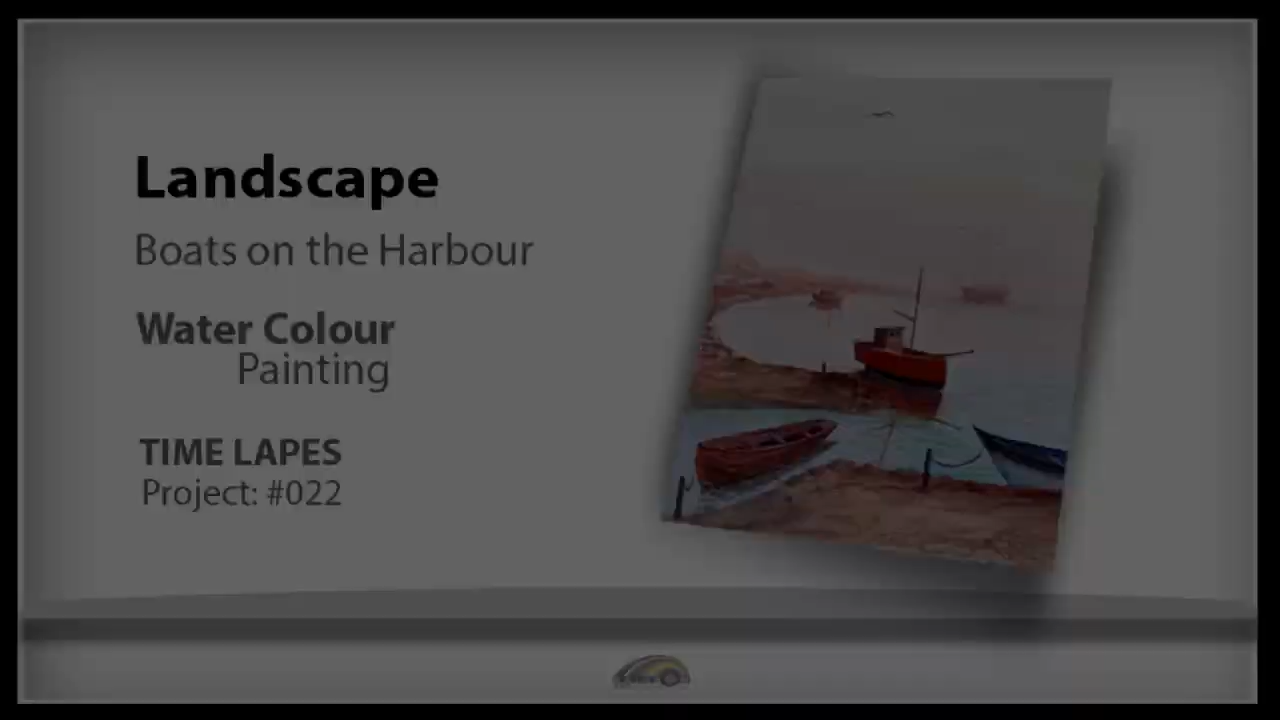 Landscape
Boats on the Harbour
Water Colour
Painting
TIME LAPES
Project: #022